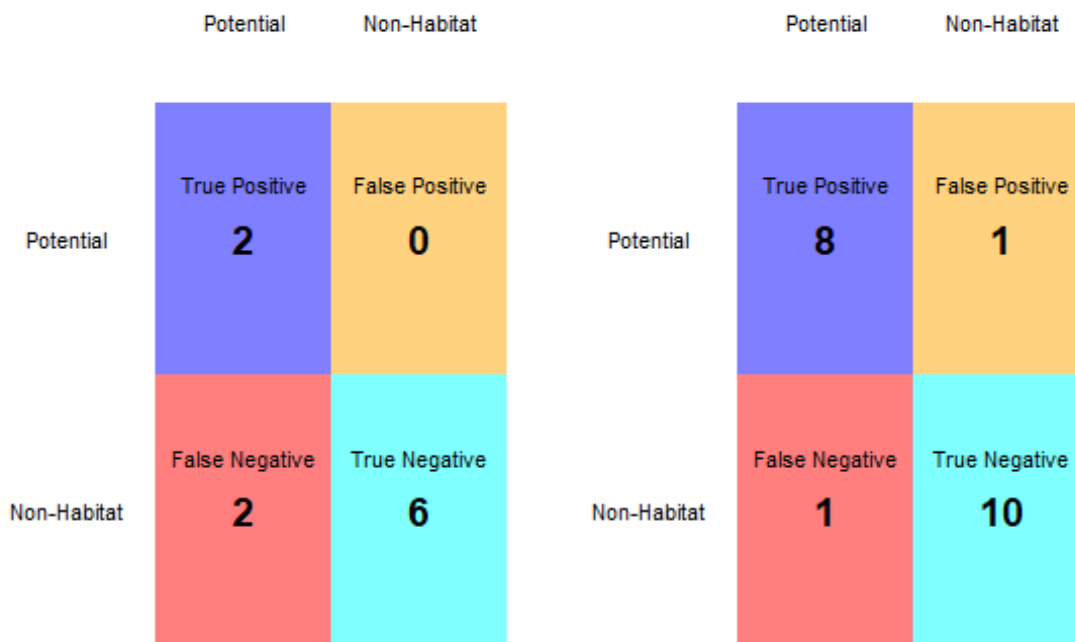 Potential Non-Habitat Potential Non-Habitat
True Positive False Positive True Positive False Positive
Potential 2 0 Potential 8 1
False Negative True Negative False Negative True Negative
Non-Habitat 2 6 Non-Habitat 1 10